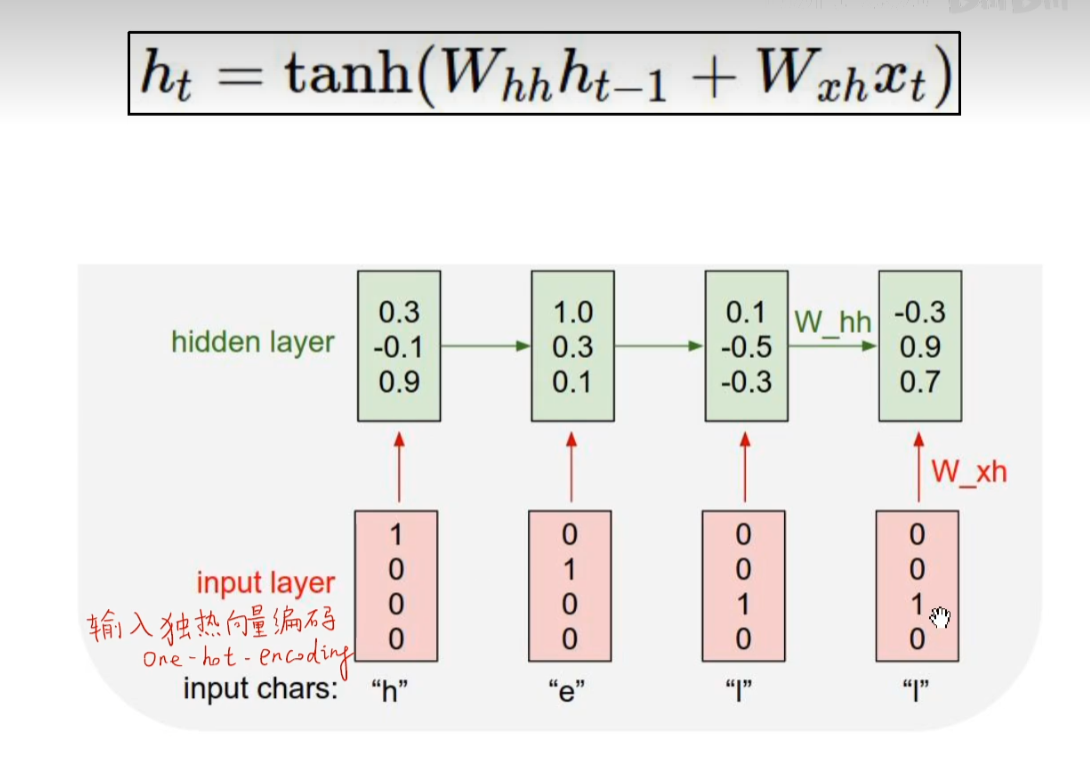 h_t = tanh(W_{hh}h_{t-1} + W_{xh}x_t)
hidden layer
0.3 1.0 0.1 W_hh -0.3
-0.1 0.3 -0.5 0.9
0.9 0.1 -0.3 0.7
W_xh
1 0 0 0
0 1 0 0
0 0 1 1
0 0 0 0
input layer
输入独热向量编码
one-hot-encoding
input chars: “h” “e” “l” “l”